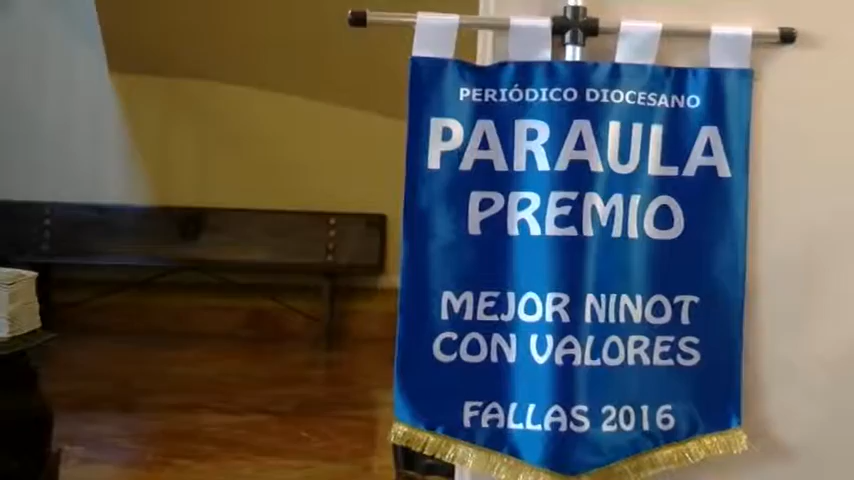 PERIÓDICO DIOCESANO
PARAULA
PREMIO
MEJOR NINOT
CON VALORES
FALLAS 2016